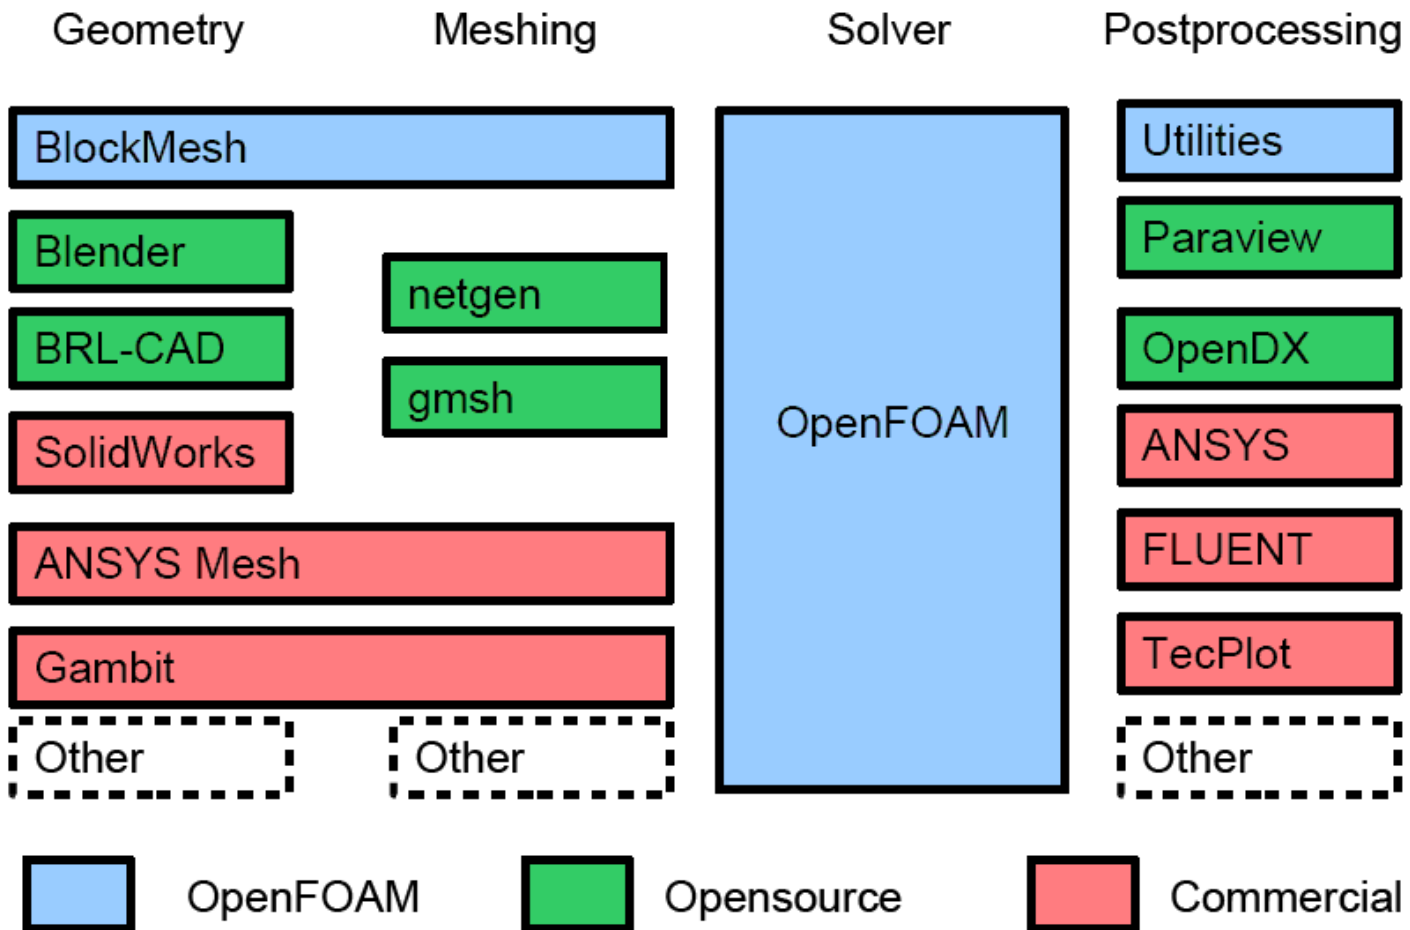 Geometry
Meshing
Solver
Postprocessing
BlockMesh
Blender
BRL-CAD
SolidWorks
netgen
gmsh
ANSYS Mesh
Gambit
Other
Other
OpenFOAM
Utilities
Paraview
OpenDX
ANSYS
FLUENT
TecPlot
Other
OpenFOAM
Opensource
Commercial